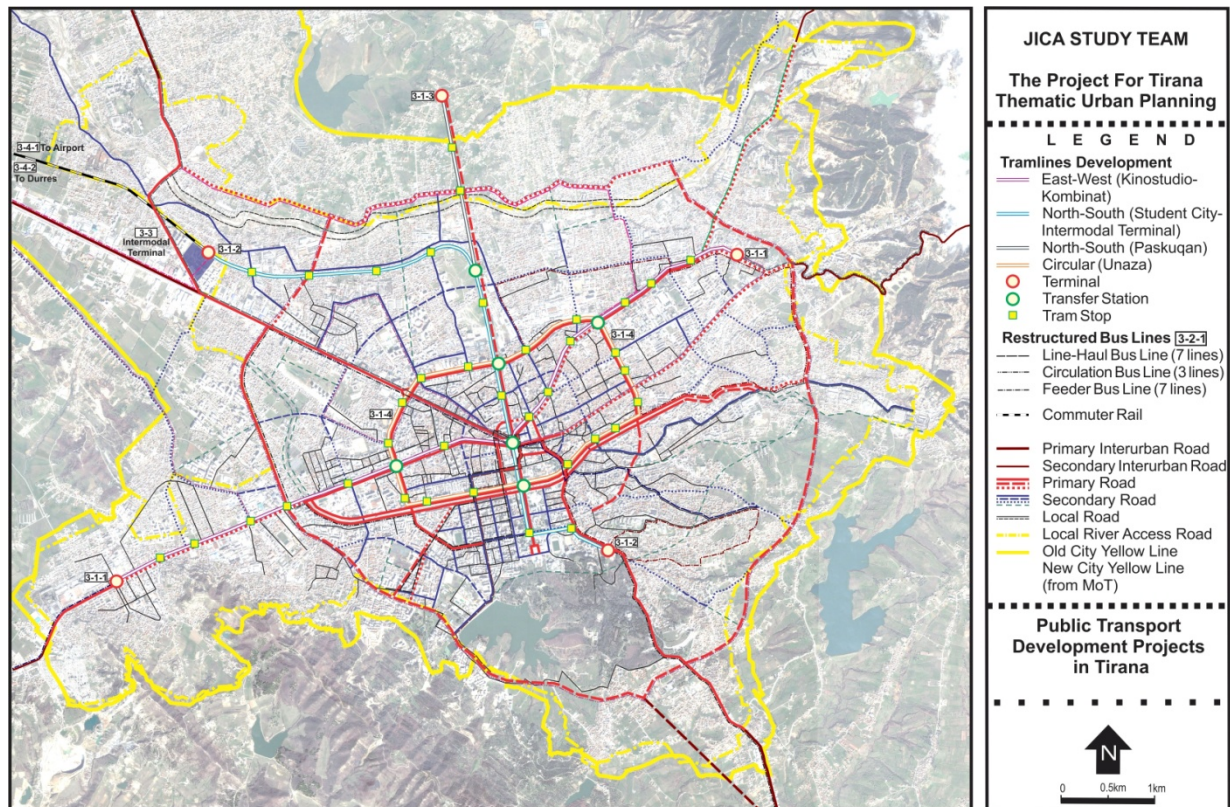 3-1-3
3-4-1 To Airport
3-4-2
To Durres
3-3
Intermodal
Terminal
3-1-2
3-1-1
3-1-4
3-1-4
3-1-2
3-1-1
JICA STUDY TEAM
The Project For Tirana
Thematic Urban Planning
LEGEND
Tramlines Development
East-West (Kinostudio-
Kombinat)
North-South (Student City-
Intermodal Terminal)
North-South (Paskuqan)
Circular (Unaza)
Terminal
Transfer Station
Tram Stop
Restructured Bus Lines 3-2-1
Line-Haul Bus Line (7 lines)
Circulation Bus Line (3 lines)
Feeder Bus Line (7 lines)
Commuter Rail
Primary Interurban Road
Secondary Interurban Road
Primary Road
Secondary Road
Local Road
Local River Access Road
Old City Yellow Line
New City Yellow Line
(from MoT)
Public Transport
Development Projects
in Tirana
N
0 0.5km 1km